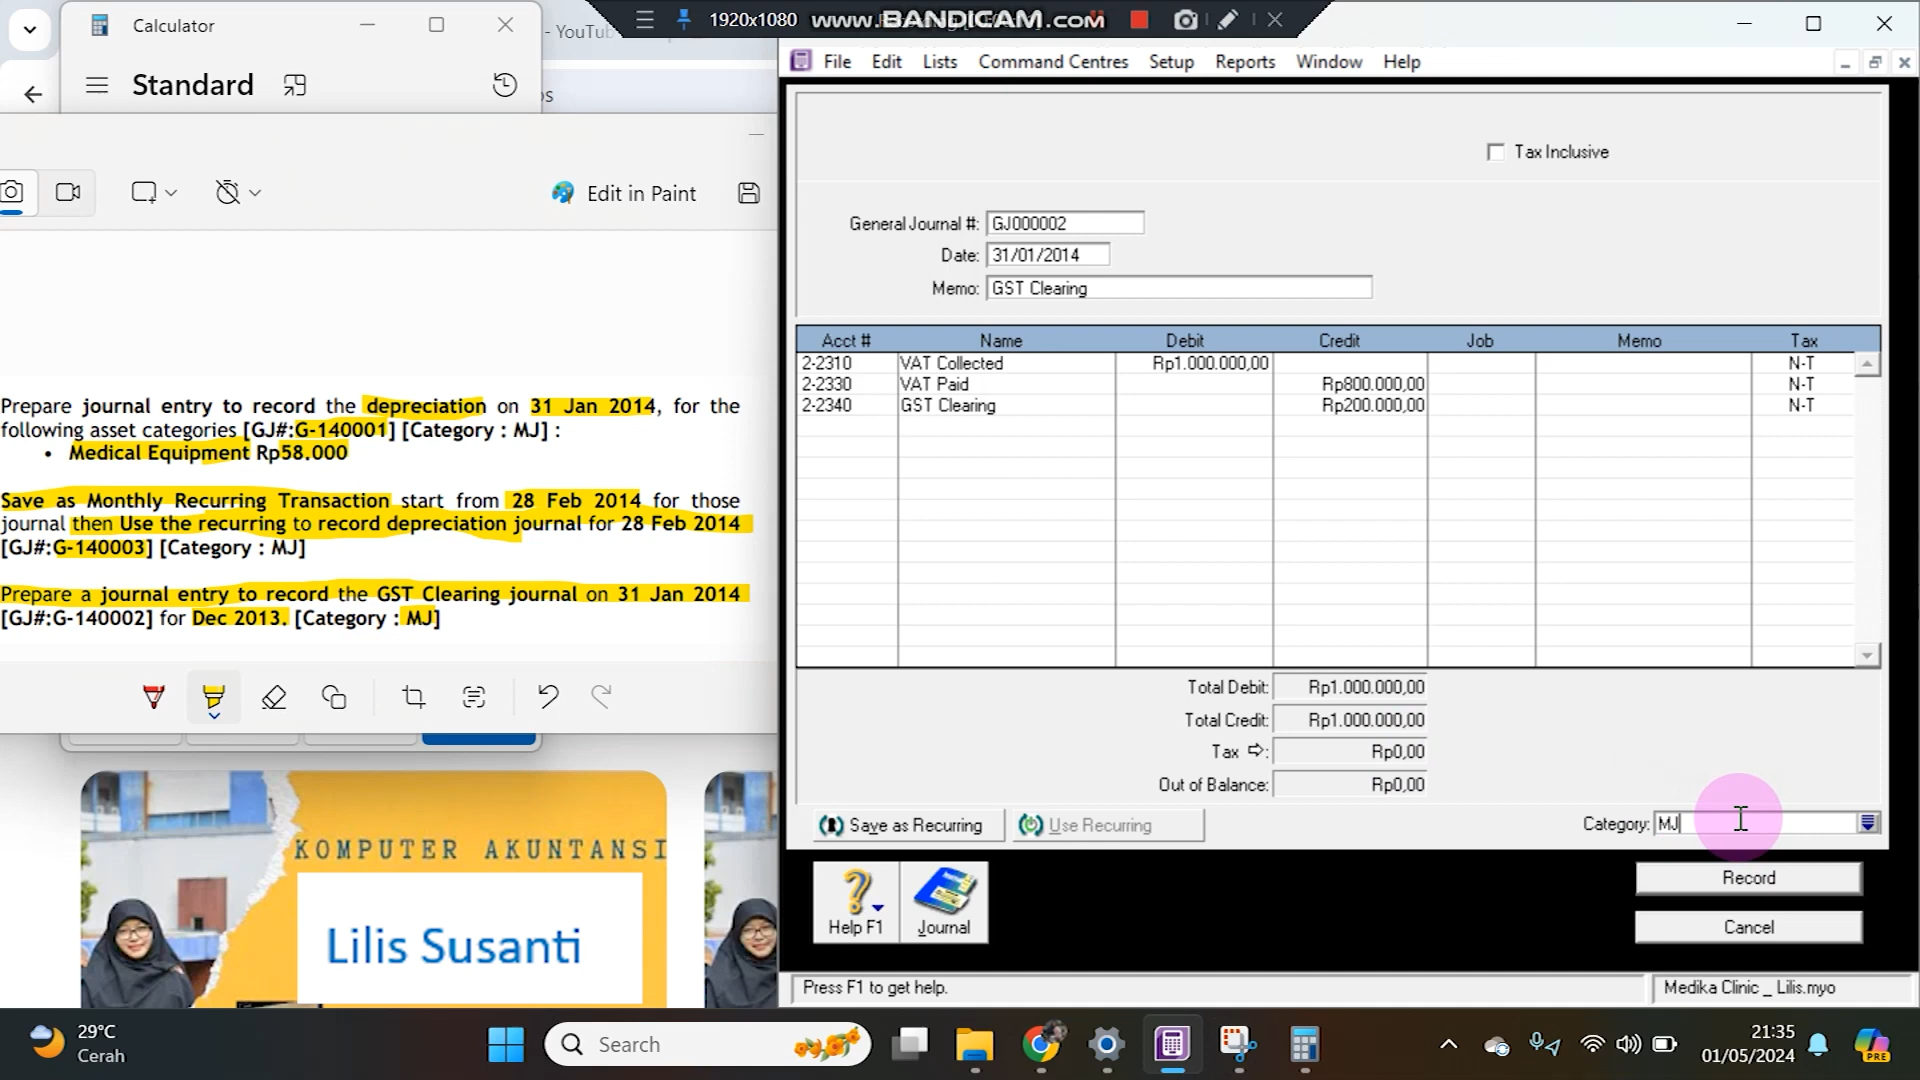 Calculator
Standard
- YouTu
os
1920x1080
www.BANDICAM.com
File Edit Lists Command Centres Setup Reports Window Help
Edit in Paint
Prepare journal entry to record the depreciation on 31 Jan 2014, for the
following asset categories [GJ#:G-140001] [Category : MJ] :
• Medical Equipment Rp58.000
Save as Monthly Recurring Transaction start from 28 Feb 2014 for those
journal then Use the recurring to record depreciation journal for 28 Feb 2014
[GJ#:G-140003] [Category : MJ]
Prepare a journal entry to record the GST Clearing journal on 31 Jan 2014
[GJ#:G-140002] for Dec 2013. [Category : MJ]
KOMPUTER AKUNTANSI
Lilis Susanti
Tax Inclusive
General Journal #: GJ000002
Date: 31/01/2014
Memo: GST Clearing
Acct # Name Debit Credit Job Memo Tax
2-2310 VAT Collected Rp1.000.000,00 N-T
2-2330 VAT Paid Rp800.000,00 N-T
2-2340 GST Clearing Rp200.000,00 N-T
Total Debit: Rp1.000.000,00
Total Credit: Rp1.000.000,00
Tax ⇨: Rp0,00
Out of Balance: Rp0,00
Save as Recurring Use Recurring Category: MJ
Record
Cancel
Help F1 Journal
Press F1 to get help. Medika Clinic _ Lilis.myo
29°C
Cerah
Search
21:35
01/05/2024
PRE